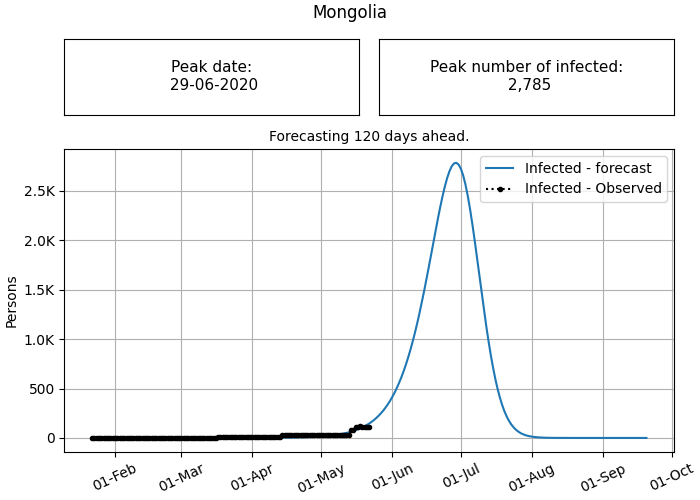 Mongolia
Peak date:
29-06-2020
Peak number of infected:
2,785
Forecasting 120 days ahead.
Infected - forecast
Infected - Observed
Persons
2.5K
2.0K
1.5K
1.0K
500
0
01-Feb
01-Mar
01-Apr
01-May
01-Jun
01-Jul
01-Aug
01-Sep
01-Oct